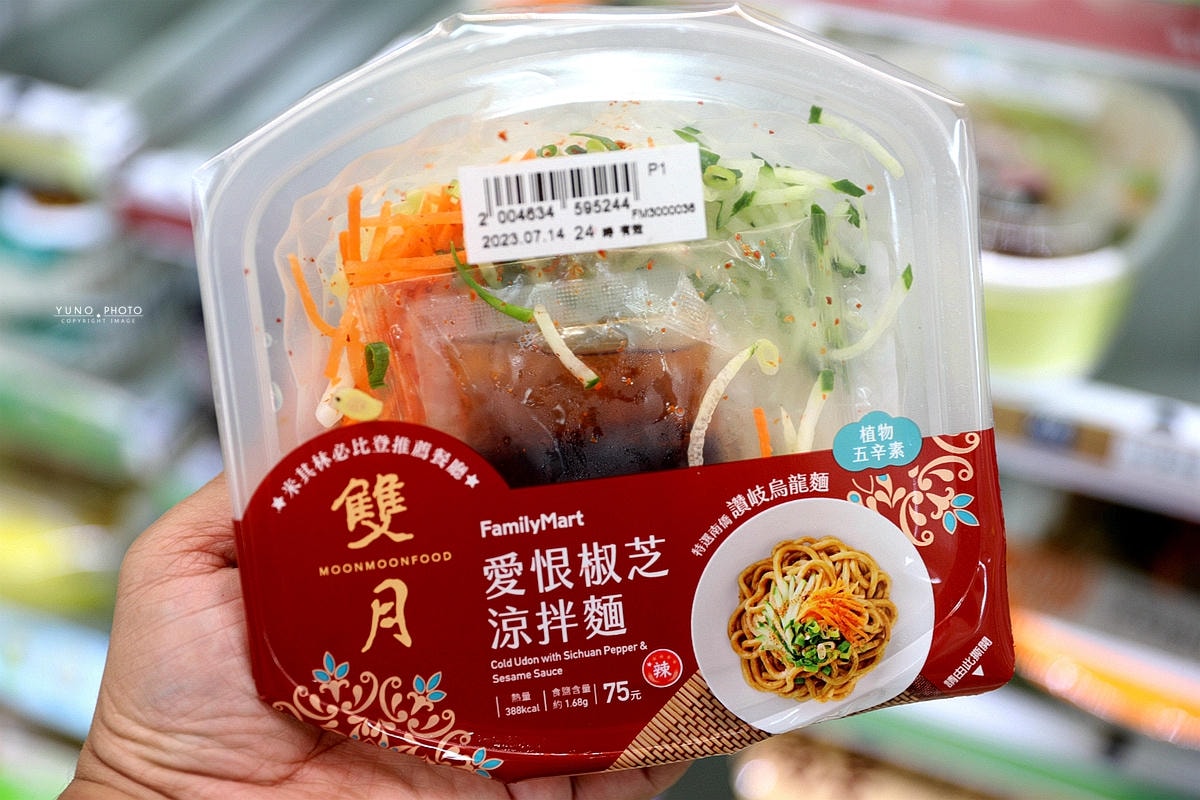 P1
2 004634 595244
FM3000036
2023.07.14 24 時 有效
YUNO PHOTO
COPYRIGHT IMAGE
植物
五辛素
★米其林必比登推薦餐廳★
雙
MOONMOONFOOD
月
FamilyMart
愛恨椒芝
涼拌麵
Cold Udon with Sichuan Pepper &
Sesame Sauce
辣
熱量
388kcal
食鹽含量
約 1.68g
75元
特選南僑 讚岐烏龍麵
請由此撕開